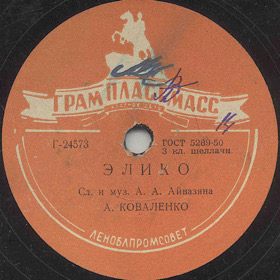 ГРАМПЛАСТМАСС
Г-24573
ГОСТ 5289-50
3 кл. шеллачн.
ЭЛИКО
Сл. и муз. А. А. Айвазяна
А. КОВАЛЕНКО
ЛЕНОБЛПРОМСОВЕТ